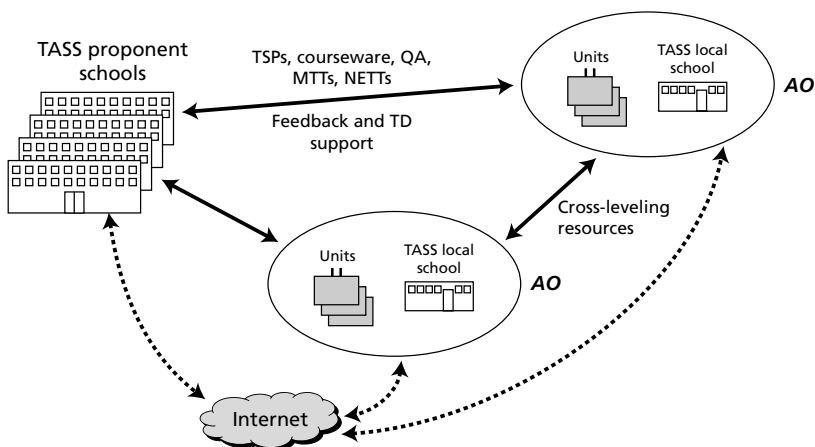 TASS proponent
schools
TSPs, courseware, QA,
MTTs, NETTs
Feedback and TD
support
Units
TASS local
school
AO
Cross-leveling
resources
Units
TASS local
school
AO
Internet